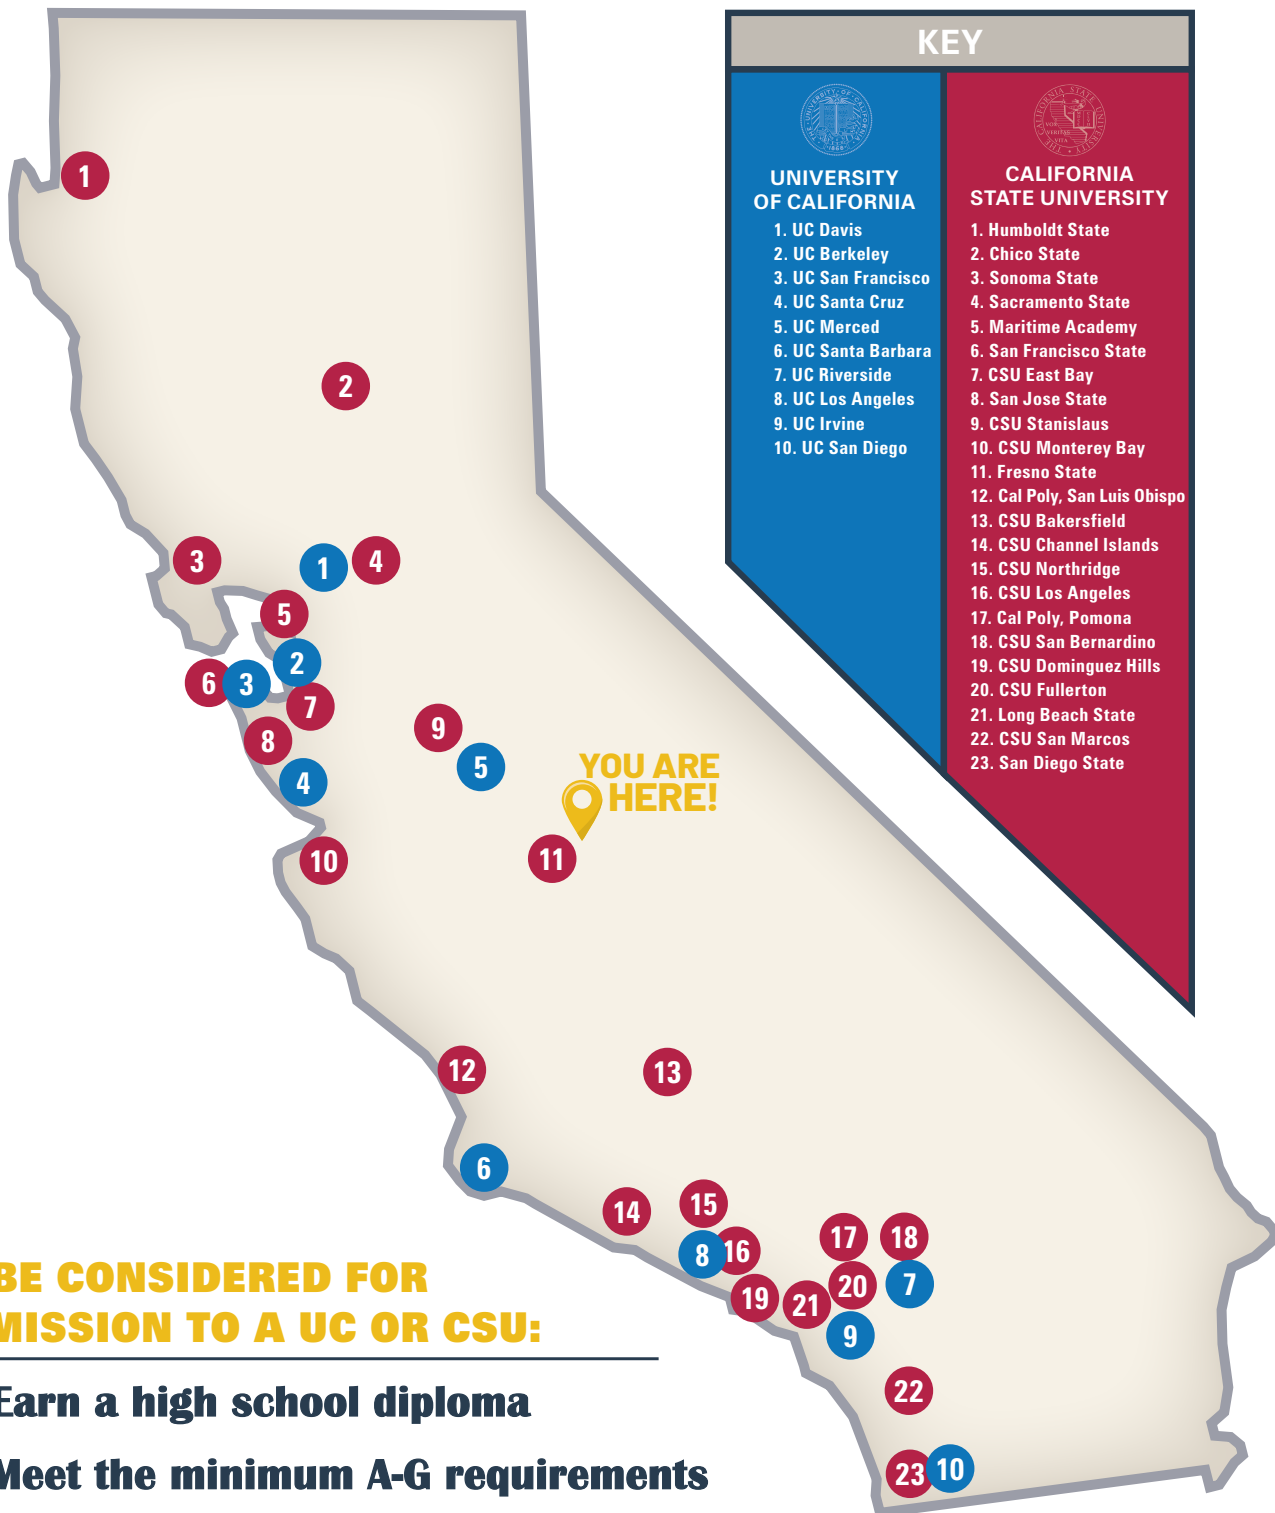 KEY
UNIVERSITY
OF CALIFORNIA
1. UC Davis
2. UC Berkeley
3. UC San Francisco
4. UC Santa Cruz
5. UC Merced
6. UC Santa Barbara
7. UC Riverside
8. UC Los Angeles
9. UC Irvine
10. UC San Diego
CALIFORNIA
STATE UNIVERSITY
1. Humboldt State
2. Chico State
3. Sonoma State
4. Sacramento State
5. Maritime Academy
6. San Francisco State
7. CSU East Bay
8. San Jose State
9. CSU Stanislaus
10. CSU Monterey Bay
11. Fresno State
12. Cal Poly, San Luis Obispo
13. CSU Bakersfield
14. CSU Channel Islands
15. CSU Northridge
16. CSU Los Angeles
17. Cal Poly, Pomona
18. CSU San Bernardino
19. CSU Dominguez Hills
20. CSU Fullerton
21. Long Beach State
22. CSU San Marcos
23. San Diego State
1
2
3
1
4
5
2
6
3
7
8
9
4
5
YOU ARE
HERE!
10
11
12
13
6
14
15
8
16
17
18
19
21
20
7
9
22
23
10
BE CONSIDERED FOR
MISSION TO A UC OR CSU:
Earn a high school diploma
Meet the minimum A-G requirements